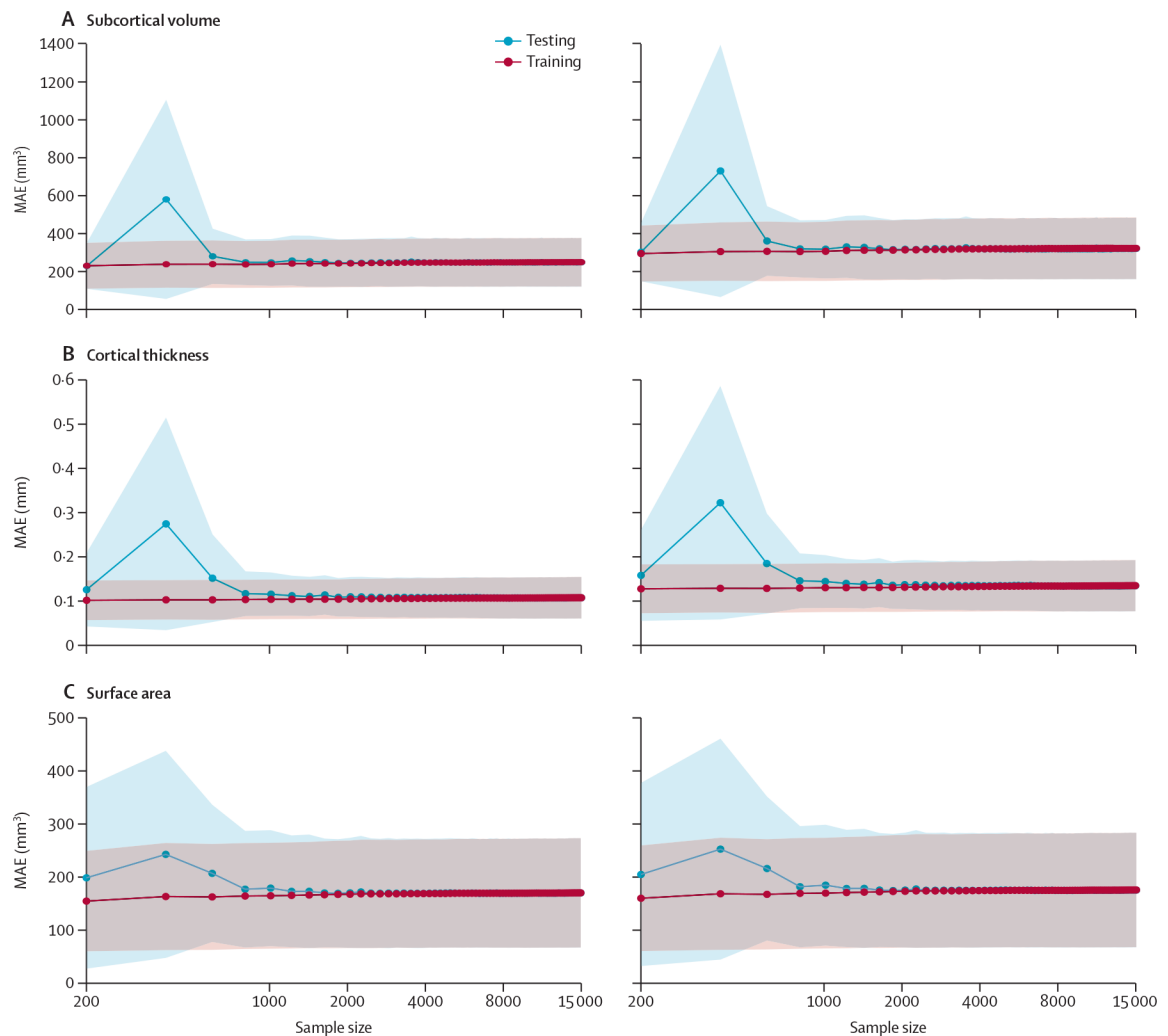 A Subcortical volume
Testing
Training
1400
1200
1000
800
600
400
200
0
MAE (mm³)
200 1000 2000 4000 8000 15 000
B Cortical thickness
0·6
0·5
0·4
0·3
0·2
0·1
0
MAE (mm)
C Surface area
500
400
300
200
100
0
MAE (mm³)
200 1000 2000 4000 8000 15 000
Sample size
Sample size